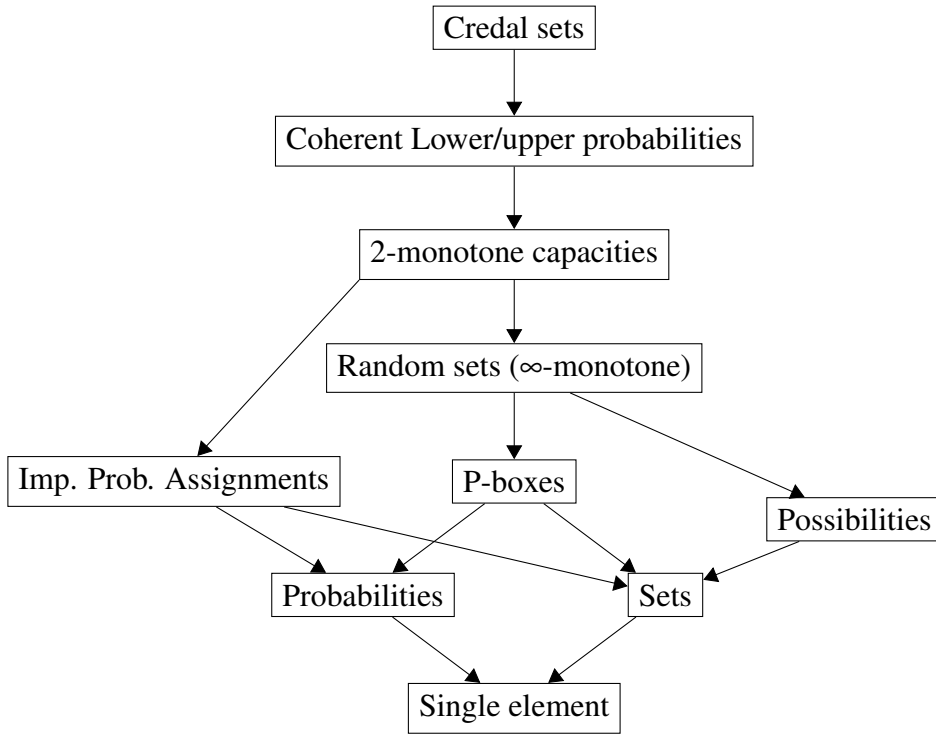 Credal sets
Coherent Lower/upper probabilities
2-monotone capacities
Random sets (∞-monotone)
Imp. Prob. Assignments
P-boxes
Possibilities
Probabilities
Sets
Single element